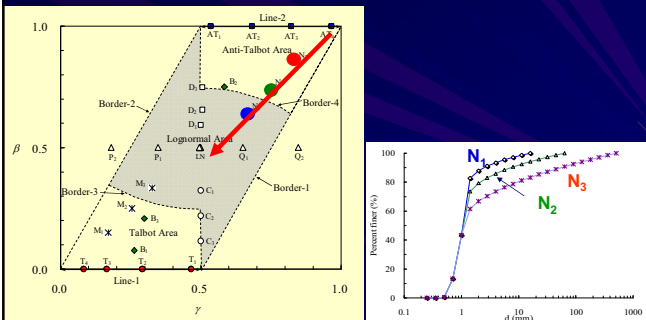 Line-2
AT₁ AT₂ AT₃
Anti-Talbot Area
1.0
0.5
0.0
β
Border-2
B₂
D₃
D₂
Border-4
Lognormal Area
P₂ P₁ LN Q₁ Q₂
Border-3
M₃
M₂
M₁
C₁
C₂
C₃
Border-1
B₃
Talbot Area
B₁
T₄ T₃ T₂ T₁
0.0 Line-1 0.5 1.0
γ
Percent finer (%)
100
80
60
40
20
0
N₁
N₂
N₃
0.1 1 10 100 1000
d (mm)